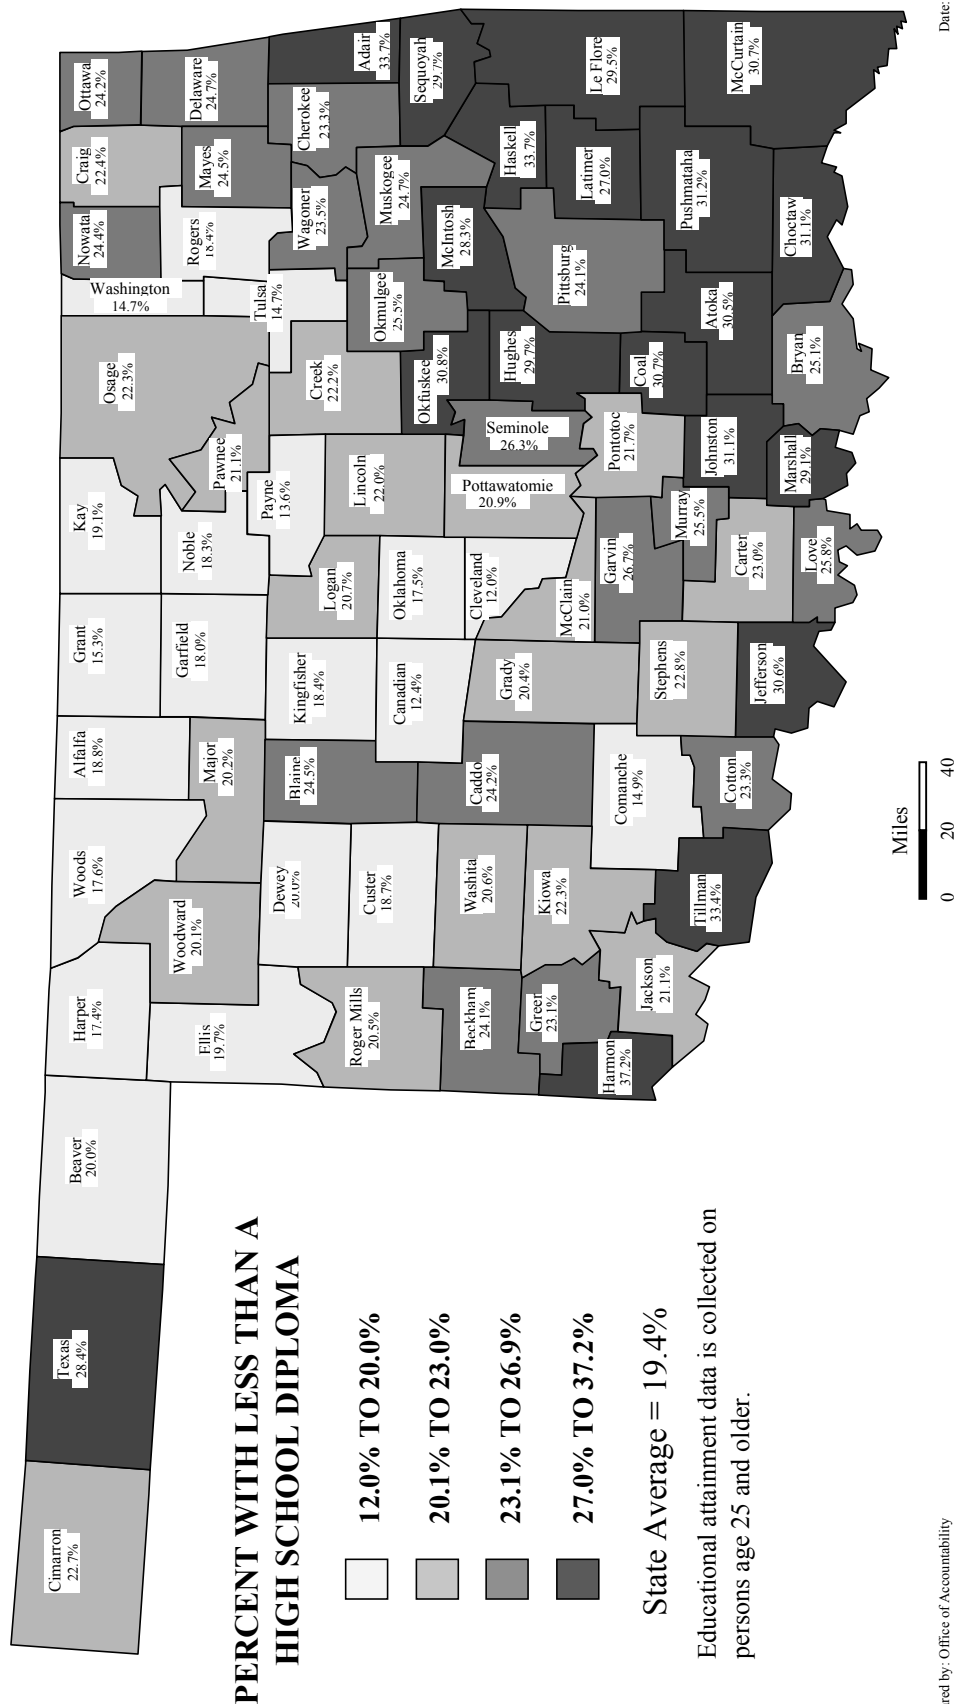 Cimarron
22.7%
Texas
28.4%
Beaver
20.0%
Harper
17.4%
Woods
17.6%
Alfalfa
18.8%
Grant
15.3%
Kay
19.1%
Osage
22.3%
Washington
14.7%
Nowata
24.4%
Craig
22.4%
Ottawa
24.2%
Ellis
19.7%
Woodward
20.1%
Major
20.2%
Garfield
18.0%
Noble
18.3%
Pawnee
21.1%
Rogers
18.4%
Mayes
24.5%
Delaware
24.7%
Roger Mills
20.5%
Dewey
20.0%
Custer
18.7%
Blaine
24.5%
Kingfisher
18.4%
Logan
20.7%
Payne
13.6%
Lincoln
22.0%
Creek
22.2%
Tulsa
14.7%
Wagoner
23.5%
Cherokee
23.3%
Adair
33.7%
Canadian
12.4%
Oklahoma
17.5%
Okfuskee
30.8%
Okmulgee
25.5%
Muskogee
24.7%
Sequoyah
29.7%
Beckham
24.1%
Washita
20.6%
Caddo
24.2%
Grady
20.4%
Cleveland
12.0%
Pottawatomie
20.9%
Seminole
26.3%
Hughes
29.7%
McIntosh
28.3%
Haskell
33.7%
Greer
23.1%
Kiowa
22.3%
McClain
21.0%
Garvin
26.7%
Pontotoc
21.7%
Pittsburg
24.1%
Latimer
27.0%
Le Flore
29.5%
Harmon
37.2%
Jackson
21.1%
Comanche
14.9%
Stephens
22.8%
Murray
25.5%
Coal
30.7%
Atoka
30.5%
Pushmataha
31.2%
McCurtain
30.7%
Tillman
33.4%
Cotton
23.3%
Jefferson
30.6%
Carter
23.0%
Johnston
31.1%
Love
25.8%
Marshall
29.1%
Bryan
25.1%
Choctaw
31.1%
PERCENT WITH LESS THAN A
HIGH SCHOOL DIPLOMA
12.0% TO 20.0%
20.1% TO 23.0%
23.1% TO 26.9%
27.0% TO 37.2%
State Average = 19.4%
Educational attainment data is collected on
persons age 25 and older.
Miles
0 20 40
red by: Office of Accountability
Date: